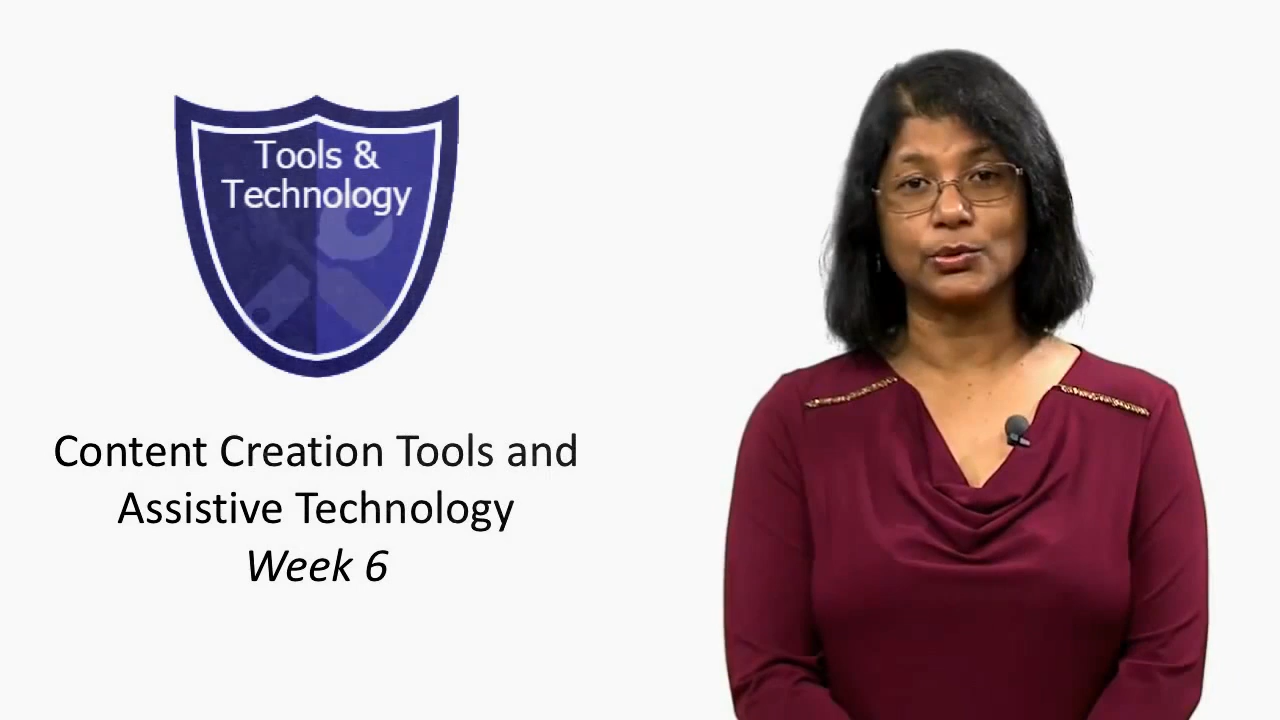 Tools &
Technology
Content Creation Tools and
Assistive Technology
Week 6